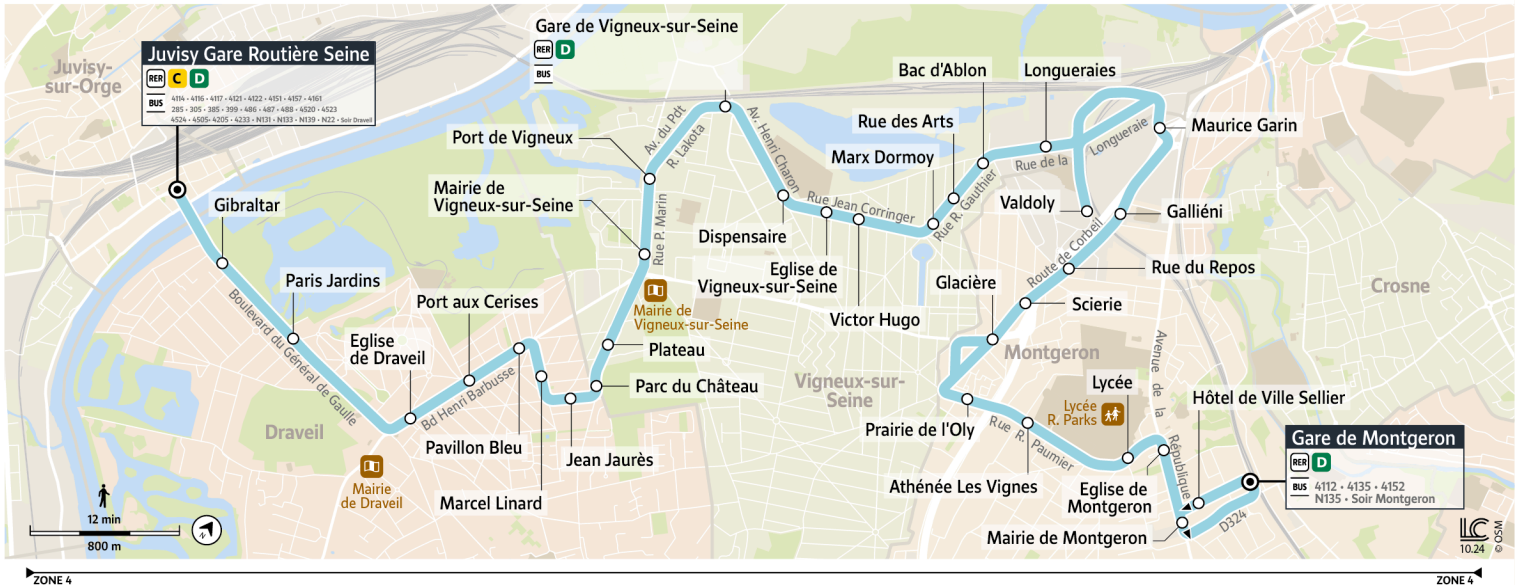 Juvisy-
sur-Orge
Juvisy Gare Routière Seine
RER C D
BUS
4114 • 4116 • 4117 • 4121 • 4122 • 4151 • 4157 • 4161
285 • 305 • 385 • 399 • 486 • 487 • 488 • 4520 • 4523
4524 • 4505 • 4205 • 4233 • N131 • N133 • N139 • N22 • Soir Draveil
Gare de Vigneux-sur-Seine
RER D
BUS
Gibraltar
Paris Jardins
Boulevard du Général de Gaulle
Eglise
de Draveil
Port aux Cerises
Bd Henri Barbusse
Draveil
Mairie
de Draveil
Pavillon Bleu
Marcel Linard
Jean Jaurès
Parc du Château
Plateau
Mairie de
Vigneux-sur-Seine
Mairie de
Vigneux-sur-Seine
Rue P. Marin
Port de Vigneux
Av. du Pdt
R. Lakota
Av. Henri Charon
Dispensaire
Rue Jean Corringer
Eglise de
Vigneux-sur-Seine
Victor Hugo
Marx Dormoy
Rue des Arts
Rue R. Gauthier
Bac d'Ablon
Longueraies
Rue de la
Longueraie
Maurice Garin
Valdoly
Galliéni
Route de Corbeil
Rue du Repos
Scierie
Glacière
Montgeron
Crosne
Vigneux-sur-
Seine
Prairie de l'Oly
Rue R. Paumier
Athénée Les Vignes
Lycée
Lycée
R. Parks
Avenue de la
République
Eglise de
Montgeron
Mairie de Montgeron
Hôtel de Ville Sellier
D324
Gare de Montgeron
RER D
BUS
4112 • 4135 • 4152
N135 • Soir Montgeron
12 min
800 m
N
LC
10.24
© OSM
ZONE 4
ZONE 4